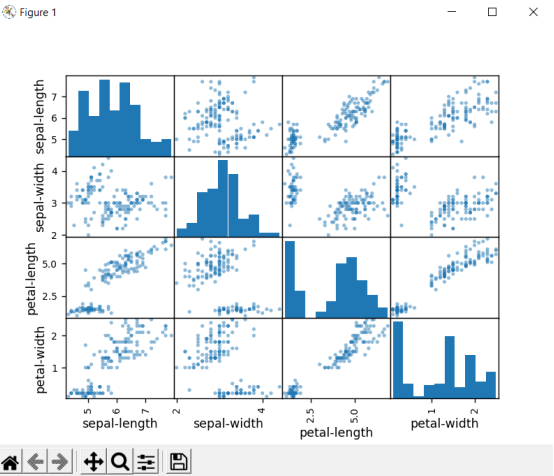 Figure 1
sepal-length
7
6
5
sepal-width
4
3
2
petal-length
5.0
2.5
petal-width
2
1
5 6 7 2 4 2.5 5.0 1 2
sepal-length sepal-width petal-length petal-width